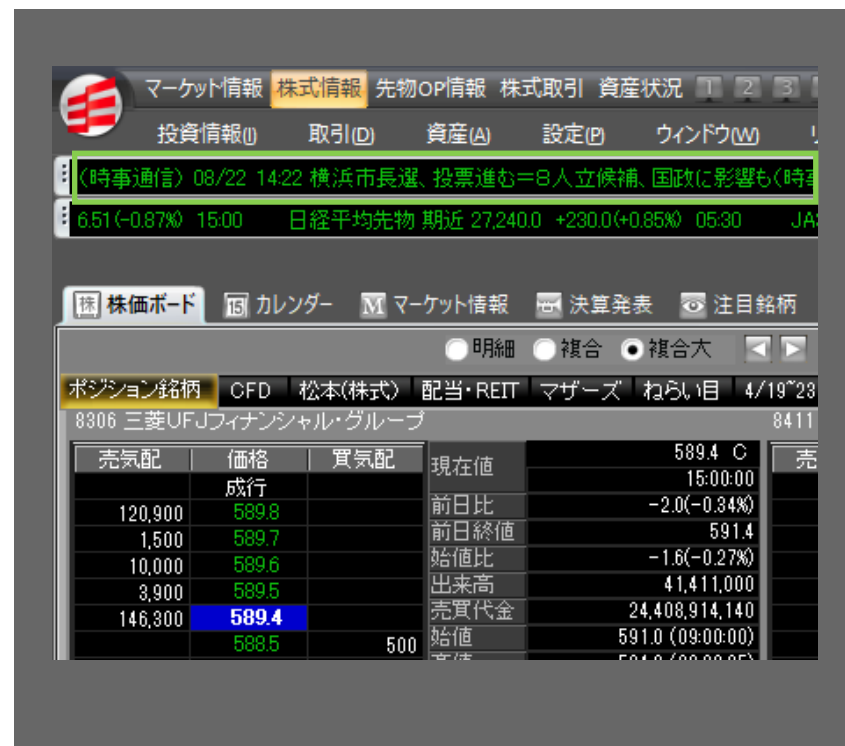 マーケット情報 株式情報 先物OP情報 株式取引 資産状況 1 2 3
投資情報(I) 取引(D) 資産(A) 設定(P) ウィンドウ(W)
(時事通信) 08/22 14:22 横浜市長選、投票進む=8人立候補、国政に影響も(時事
6.51(-0.87%) 15:00 日経平均先物 期近 27,240.0 +230.0(+0.85%) 05:30 JA
株 株価ボード 15 カレンダー M マーケット情報 決算発表 注目銘柄
明細 複合 複合大
ポジション銘柄 CFD 松本(株式) 配当・REIT マザーズ ねらい目 4/19~23
8306 三菱UFJフィナンシャル・グループ 8411
売気配 価格 買気配 現在値 589.4 C 売
成行 15:00:00
120,900 589.8 前日比 -2.0(-0.34%)
1,500 589.7 前日終値 591.4
10,000 589.6 始値比 -1.6(-0.27%)
3,900 589.5 出来高 41,411,000
146,300 589.4 売買代金 24,408,914,140
588.5 500 始値 591.0 (09:00:00)